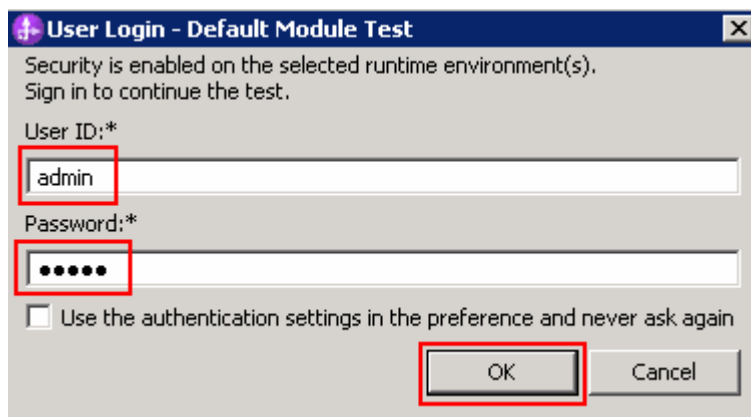 User Login - Default Module Test
Security is enabled on the selected runtime environment(s).
Sign in to continue the test.
User ID:*
admin
Password:*
●●●●●
Use the authentication settings in the preference and never ask again
OK Cancel